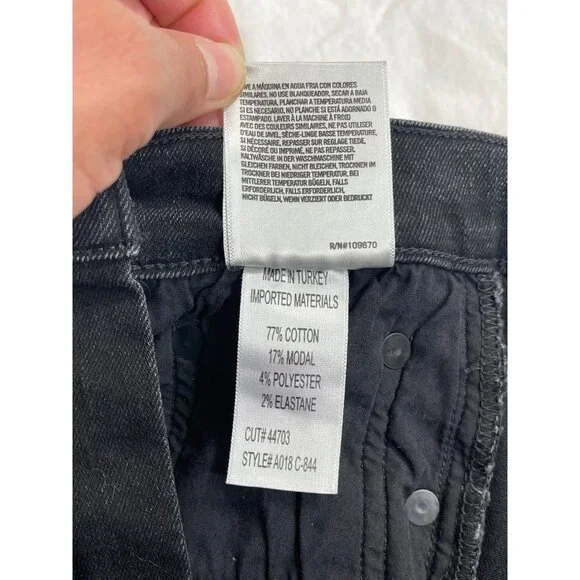 LAVE A MÁQUINA EN AGUA FRIA CON COLORES
SIMILARES, NO USE BLANQUEADOR, SECAR A BAJA
TEMPERATURA, PLANCHAR A TEMPERATURA MEDIA
SI ES NECESARIO, NO PLANCHE SI ESTÁ ADORNADO O
ESTAMPADO. LAVER À LA MACHINE À FROID
AVEC DES COULEURS SIMILAIRES, NE PAS UTILISER
D'EAU DE JAVEL, SÈCHE-LINGE BASSE TEMPÉRATURE,
SI NÉCESSAIRE, REPASSER SUR REGLAGE TIEDE,
SI DÉCORÉ OU IMPRIMÉ, NE PAS REPASSER.
KALTWÄSCHE IN DER WASCHMASCHINE MIT
GLEICHEN FARBEN, NICHT BLEICHEN, TROCKNEN IM
TROCKNER BEI NIEDRIGER TEMPERATUR, BEI
MITTLERER TEMPERATUR BÜGELN, FALLS
ERFORDERLICH, FALLS ERFORDERLICH,
NICHT BÜGELN, WENN VERZIERT ODER BEDRUCKT
R/N#109670
MADE IN TURKEY
IMPORTED MATERIALS
77% COTTON
17% MODAL
4% POLYESTER
2% ELASTANE
CUT# 44703
STYLE# A018 C-844